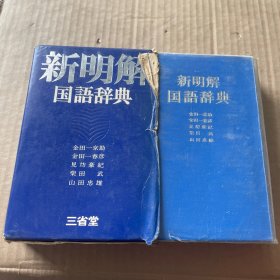 新明解
国語辞典
金田一京助
金田一春彦
見坊豪紀
柴田 武
山田忠雄
三省堂
新明解
国語辞典
金田一京助
金田一春彦
見坊豪紀
柴田 武
山田忠雄